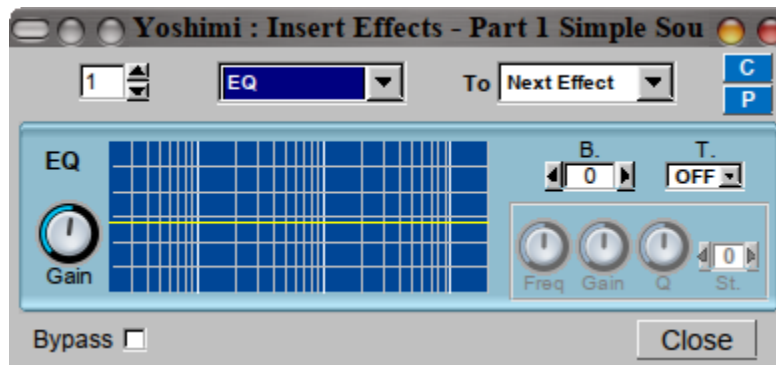 Yoshimi : Insert Effects - Part 1 Simple Sou
1 EQ To Next Effect C
P
EQ B. T.
0 OFF
Gain Freq Gain Q 0 St.
Bypass Close